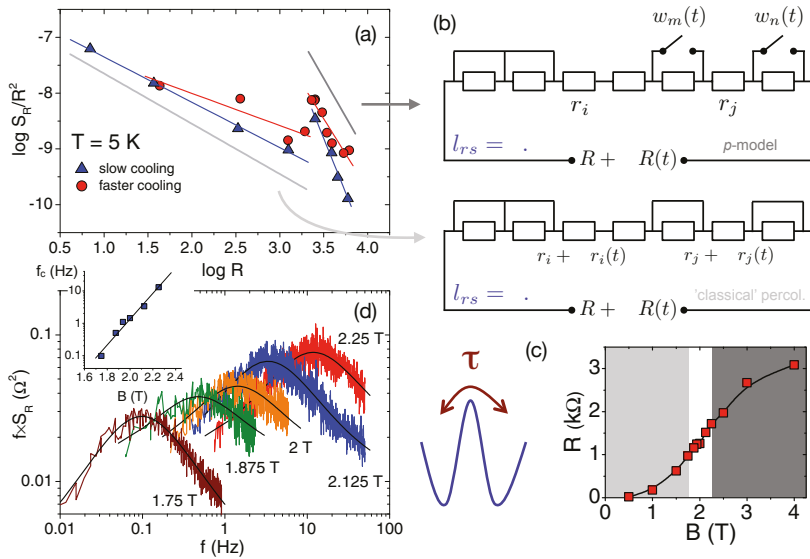 (a)
log S_R/R²
-7
-8
-9
-10
T = 5 K
slow cooling
faster cooling
0.5 1.0 1.5 2.0 2.5 3.0 3.5 4.0
log R
(b)
w_m(t) w_n(t)
r_i r_j
l_rs = .
R + R(t)
p-model
r_i + r_i(t) r_j + r_j(t)
l_rs = .
R + R(t)
'classical' percol.
f_c (Hz)
10
1
0.1
1.6 1.8 2.0 2.2 2.4
B (T)
(d)
f×S_R (Ω²)
0.1
0.01
2.25 T
2 T
1.875 T
2.125 T
1.75 T
0.01 0.1 1 10 100
f (Hz)
τ
(c)
R (kΩ)
3
2
1
0
0 1 2 3 4
B (T)